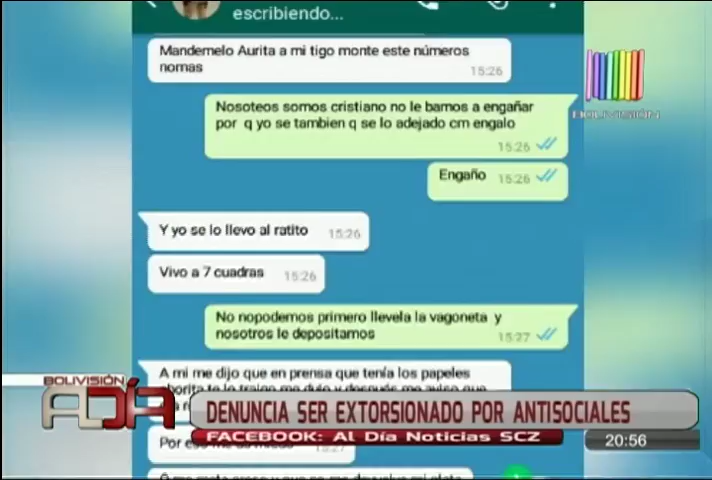 escribiendo...
Mandemelo Aurita a mi tigo monte este números
nomas
15:26
Nosoteos somos cristiano no le bamos a engañar
por q yo se tambien q se lo adejado cm engalo
15:26
Engaño 15:26
Y yo se lo llevo al ratito 15:26
Vivo a 7 cuadras 15:26
No nopodemos primero llevela la vagoneta y
nosotros le depositamos 15:27
A mi me dijo que en prensa que tenía los papeles
Por
BOLIVISIÓN
BOLIVISIÓN
AL DÍA
DENUNCIA SER EXTORSIONADO POR ANTISOCIALES
FACEBOOK: Al Día Noticias SCZ
20:56